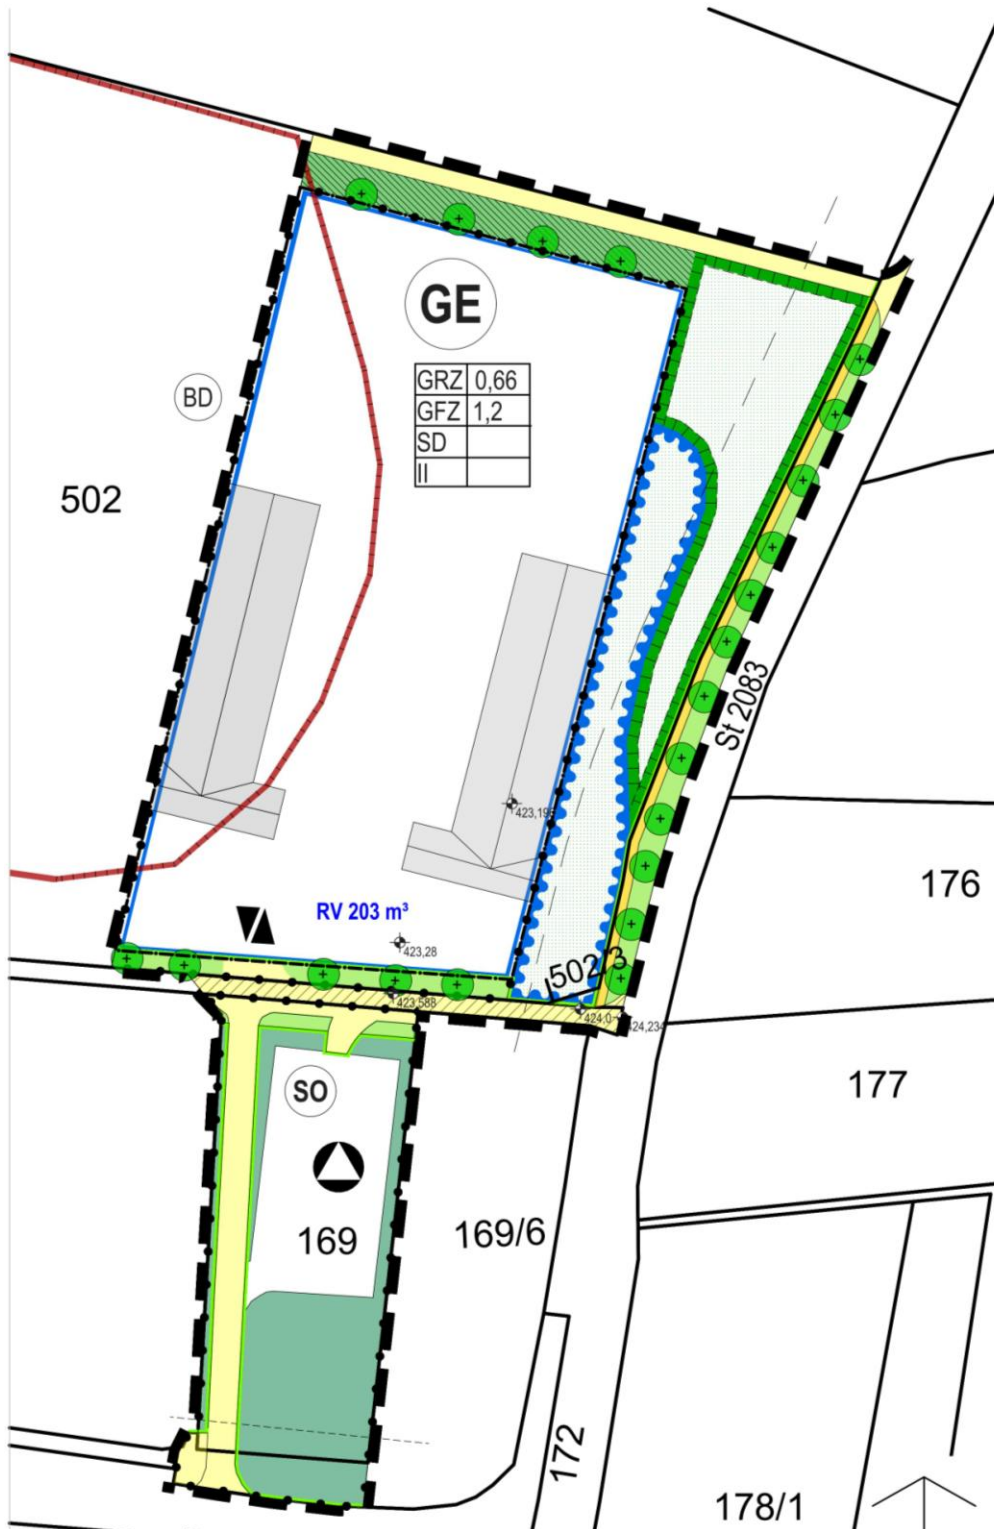 GE
GRZ 0,66
GFZ 1,2
SD
II
BD
502
St 2083
423,19
176
RV 203 m³
423,28
502/3
423,588
424,0
424,234
177
SO
169
169/6
172
178/1